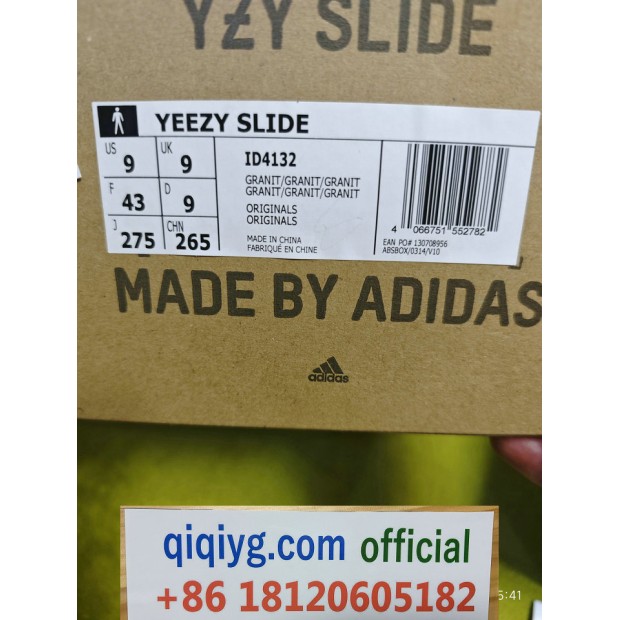 YZY SLIDE
YEEZY SLIDE
US 9 UK 9
F 43 D 9
J 275 CHN 265
ID4132
GRANIT/GRANIT/GRANIT
GRANIT/GRANIT/GRANIT
ORIGINALS
ORIGINALS
MADE IN CHINA
FABRIQUÉ EN CHINE
4 066751 552782
EAN PO# 130708956
ABSBOX/0314/V10
MADE BY ADIDAS
adidas
qiqiyg.com official
+86 18120605182
5:41